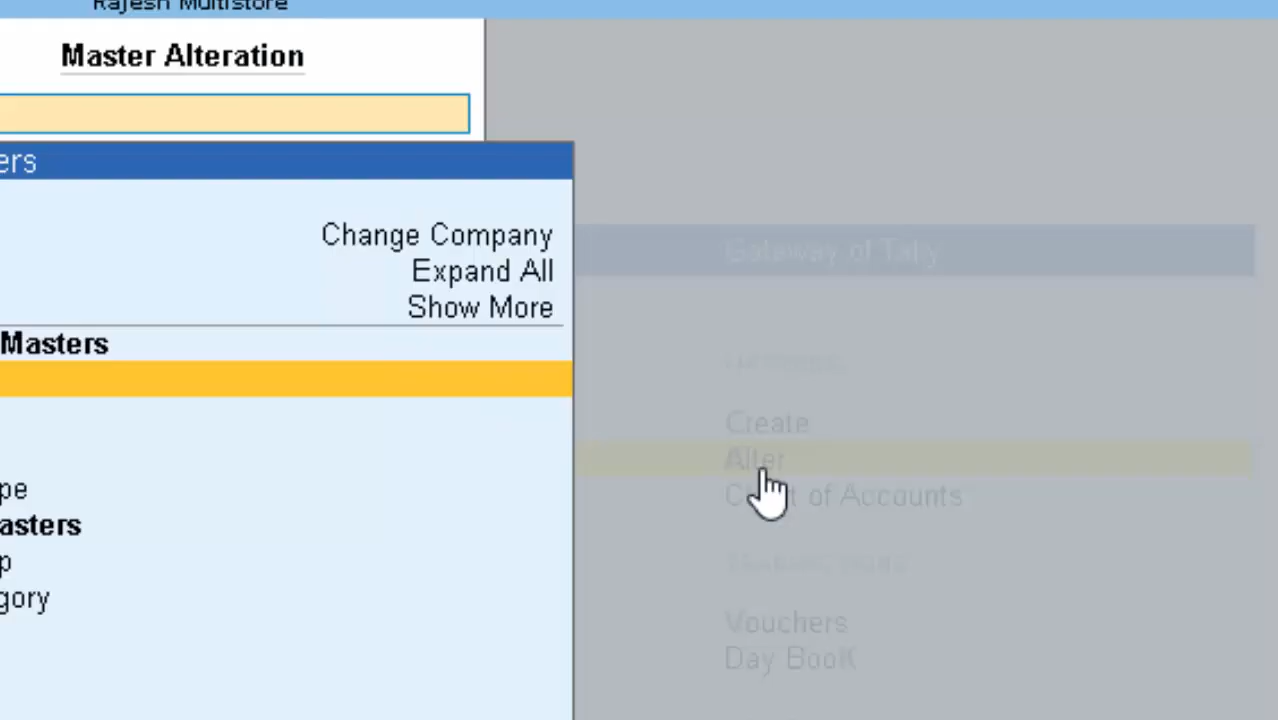 Rajesh Multistore
Master Alteration
ers
Change Company
Expand All
Show More
Masters
pe
asters
p
gory
Gateway of Tally
Create
Alter
of Accounts
Vouchers
Day Book